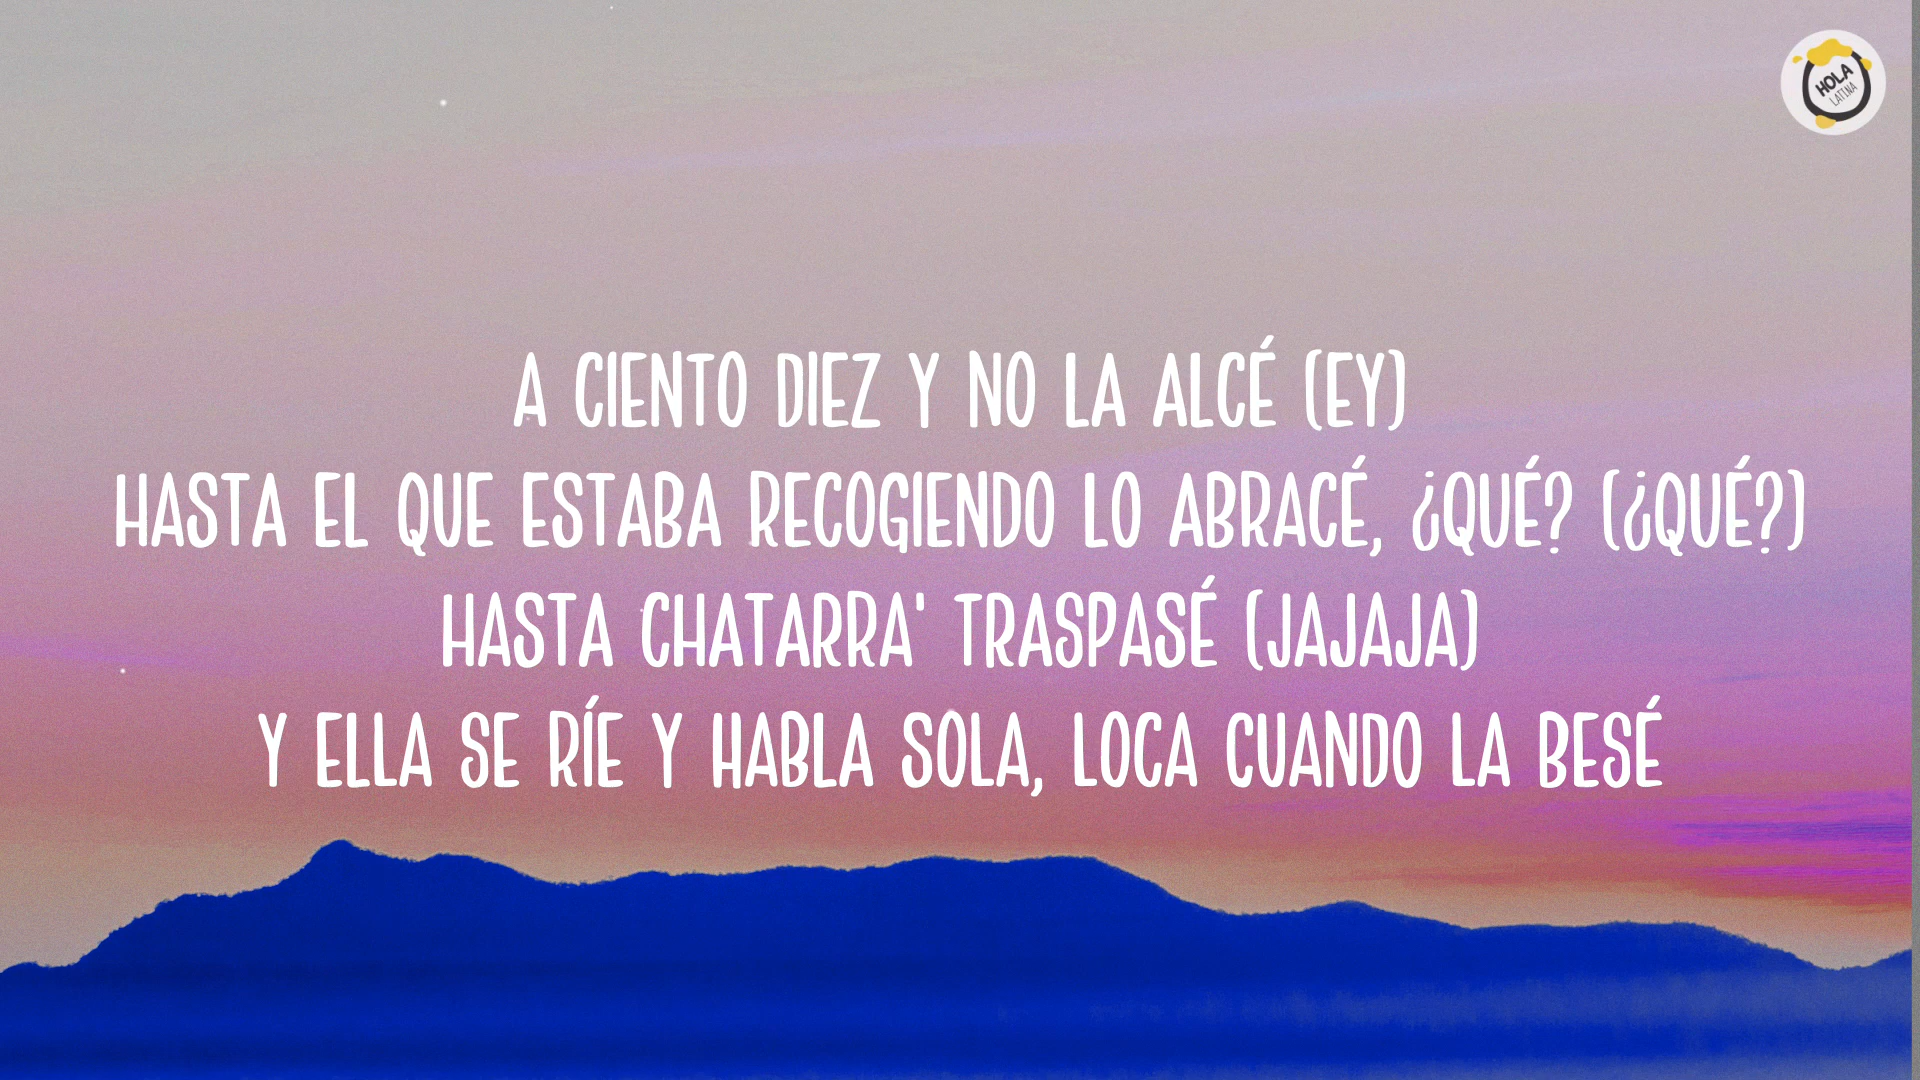 HOLA
LATINA
A CIENTO DIEZ Y NO LA ALCÉ (EY)
HASTA EL QUE ESTABA RECOGIENDO LO ABRACÉ, ¿QUÉ? (¿QUÉ?)
HASTA CHATARRA' TRASPASÉ (JAJAJA)
Y ELLA SE RÍE Y HABLA SOLA, LOCA CUANDO LA BESÉ